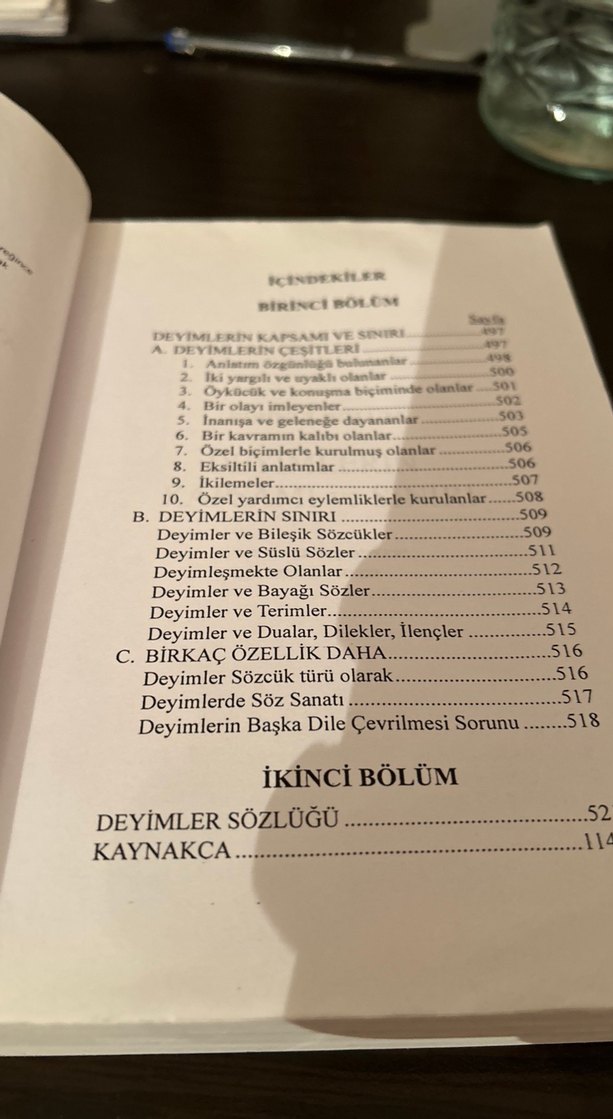 reğince
İÇİNDEKİLER
BİRİNCİ BÖLÜM
Sayfa
DEYİMLERİN KAPSAMI VE SINIRI....................497
A. DEYİMLERİN ÇEŞİTLERİ....................497
1. Anlatım özgünlüğü bulunanlar....................498
2. İki yargılı ve uyaklı olanlar....................500
3. Öykücük ve konuşma biçiminde olanlar....501
4. Bir olayı imleyenler....................502
5. İnanışa ve geleneğe dayananlar....................503
6. Bir kavramın kalıbı olanlar....................505
7. Özel biçimlerle kurulmuş olanlar....................506
8. Eksiltili anlatımlar....................506
9. İkilemeler....................507
10. Özel yardımcı eylemliklerle kurulanlar......508
B. DEYİMLERİN SINIRI....................509
Deyimler ve Bileşik Sözcükler....................509
Deyimler ve Süslü Sözler....................511
Deyimleşmekte Olanlar....................512
Deyimler ve Bayağı Sözler....................513
Deyimler ve Terimler....................514
Deyimler ve Dualar, Dilekler, İlençler.............515
C. BİRKAÇ ÖZELLİK DAHA....................516
Deyimler Sözcük türü olarak....................516
Deyimlerde Söz Sanatı....................517
Deyimlerin Başka Dile Çevrilmesi Sorunu........518
İKİNCİ BÖLÜM
DEYİMLER SÖZLÜĞÜ....................52
KAYNAKÇA....................114